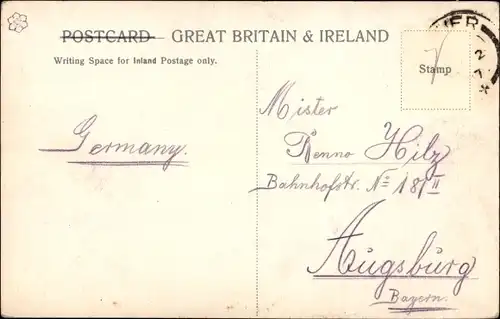 POSTCARD GREAT BRITAIN & IRELAND
Writing Space for Inland Postage only.
Stamp
Germany.
Mister
Benno Hilz
Bahnhofstr. No 18/II
Augsburg
Bayern.